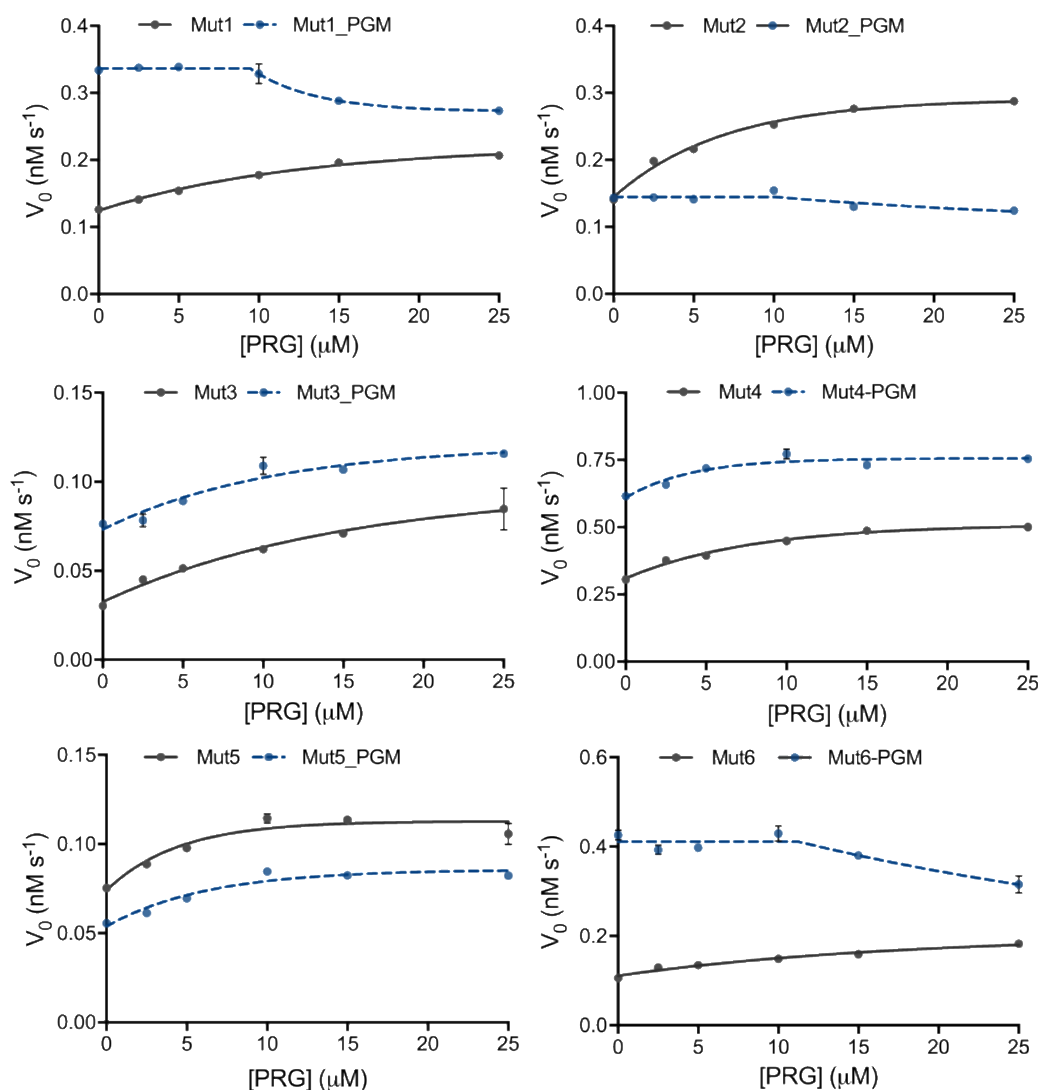 Mut1 Mut1_PGM
0.4
0.3
0.2
0.1
0.0
V0 (nM s-1)
0 5 10 15 20 25
[PRG] (μM)
Mut2 Mut2_PGM
0.4
0.3
0.2
0.1
0.0
V0 (nM s-1)
0 5 10 15 20 25
[PRG] (μM)
Mut3 Mut3_PGM
0.15
0.10
0.05
0.00
V0 (nM s-1)
0 5 10 15 20 25
[PRG] (μM)
Mut4 Mut4-PGM
1.00
0.75
0.50
0.25
0.00
V0 (nM s-1)
0 5 10 15 20 25
[PRG] (μM)
Mut5 Mut5_PGM
0.15
0.10
0.05
0.00
V0 (nM s-1)
0 5 10 15 20 25
[PRG] (μM)
Mut6 Mut6-PGM
0.6
0.4
0.2
0.0
V0 (nM s-1)
0 5 10 15 20 25
[PRG] (μM)